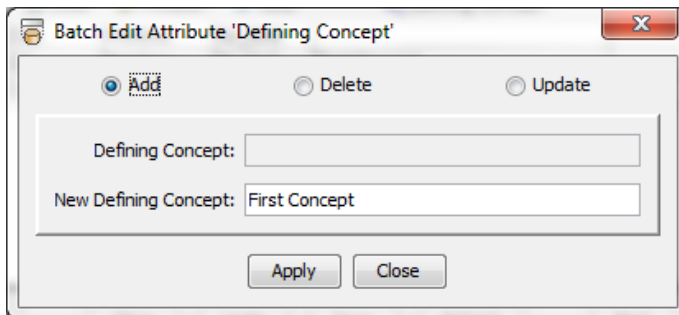 Batch Edit Attribute 'Defining Concept'
Add Delete Update
Defining Concept:
New Defining Concept: First Concept
Apply Close